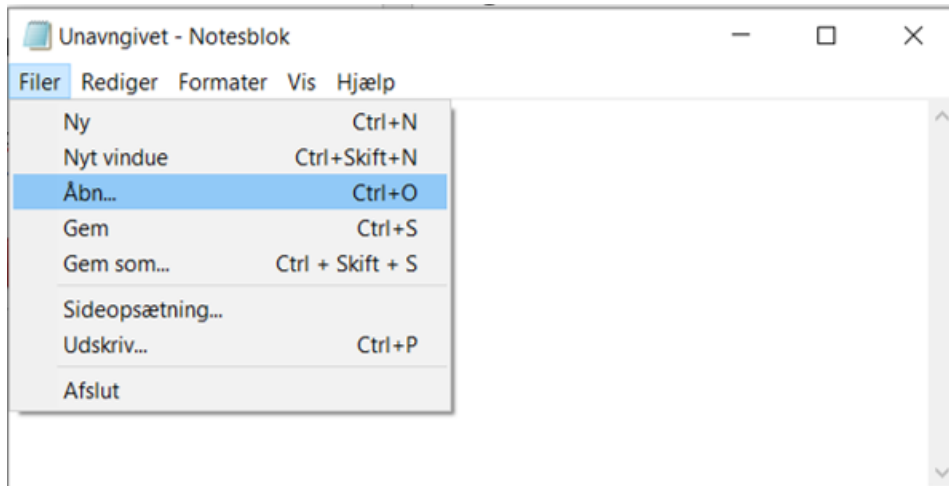 Unavngivet - Notesblok
Filer Rediger Formater Vis Hjælp
Ny Ctrl+N
Nyt vindue Ctrl+Skift+N
Åbn... Ctrl+O
Gem Ctrl+S
Gem som... Ctrl + Skift + S
Sideopsætning...
Udskriv... Ctrl+P
Afslut